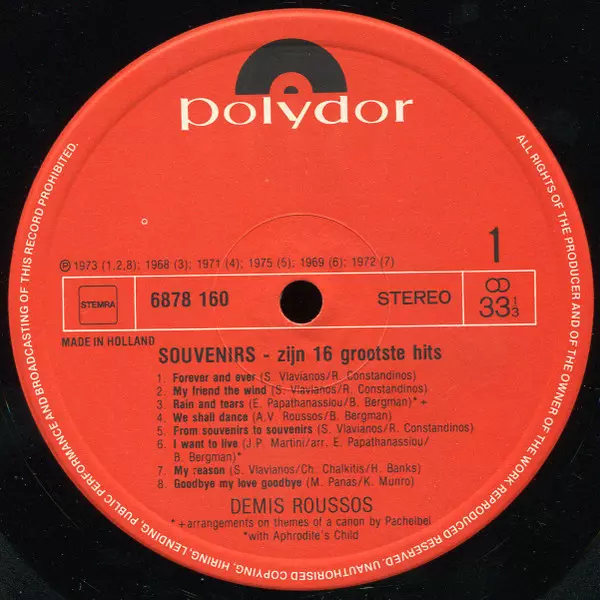 polydor
ALL RIGHTS OF THE PRODUCER AND OF THE OWNER OF THE WORK REPRODUCED RESERVED. UNAUTHORISED COPYING, HIRING, LENDING, PUBLIC PERFORMANCE AND BROADCASTING OF THIS RECORD PROHIBITED.
1
℗ 1973 (1,2,8); 1968 (3); 1971 (4); 1975 (5); 1969 (6); 1972 (7)
STEMRA
6878 160
STEREO
33 1/3
MADE IN HOLLAND
SOUVENIRS - zijn 16 grootste hits
1. Forever and ever (S. Vlavianos/R. Constandinos)
2. My friend the wind (S. Vlavianos/R. Constandinos)
3. Rain and tears (E. Papathanassiou/B. Bergman)*+
4. We shall dance (A.V. Roussos/B. Bergman)
5. From souvenirs to souvenirs (S. Vlavianos/R. Constandinos)
6. I want to live (J.P. Martini/arr. E. Papathanassiou/
B. Bergman)*
7. My reason (S. Vlavianos/Ch. Chalkitis/H. Banks)
8. Goodbye my love goodbye (M. Panas/K. Munro)
DEMIS ROUSSOS
*+arrangements on themes of a canon by Pachelbel
*with Aphrodite's Child